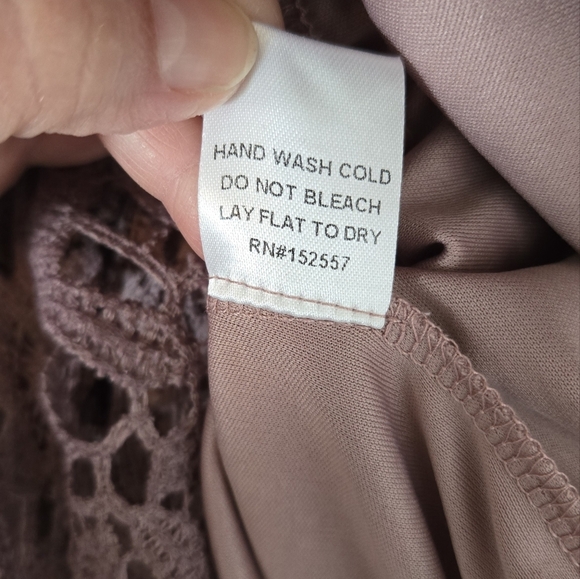 HAND WASH COLD
DO NOT BLEACH
LAY FLAT TO DRY
RN#152557